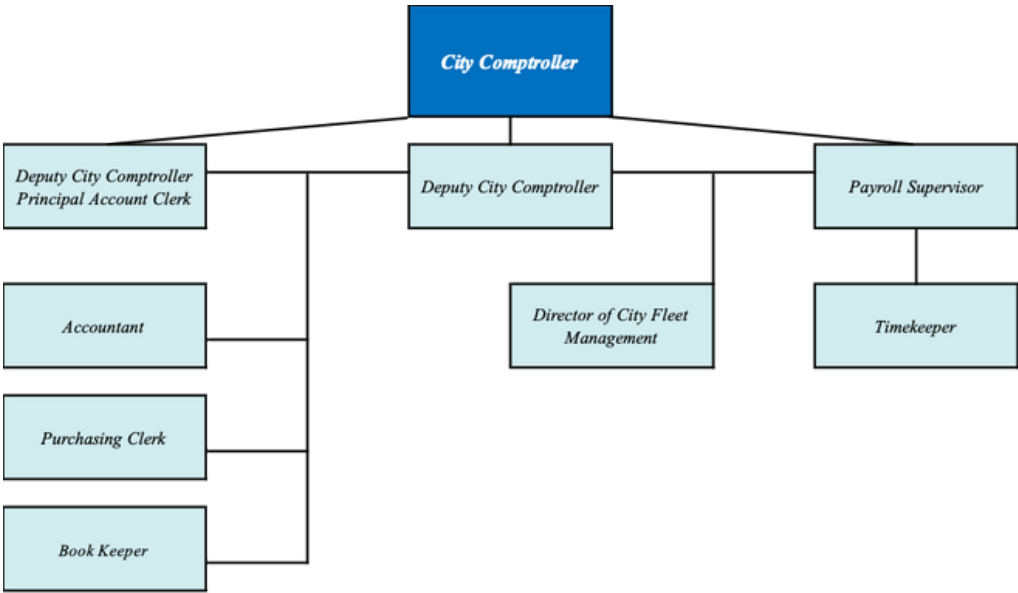 City Comptroller
Deputy City Comptroller
Principal Account Clerk
Deputy City Comptroller
Payroll Supervisor
Accountant
Director of City Fleet
Management
Timekeeper
Purchasing Clerk
Book Keeper